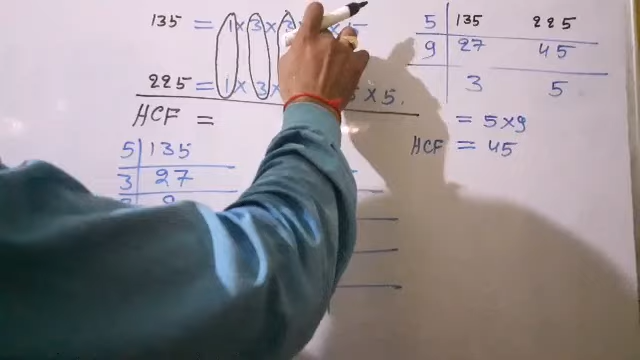 135 = 1 × 3 × 3
225 = 1 × 3 × 5 × 5.
HCF =
5 135
3 27
5 135 225
9 27 45
3 5
= 5 × 9
HCF = 45